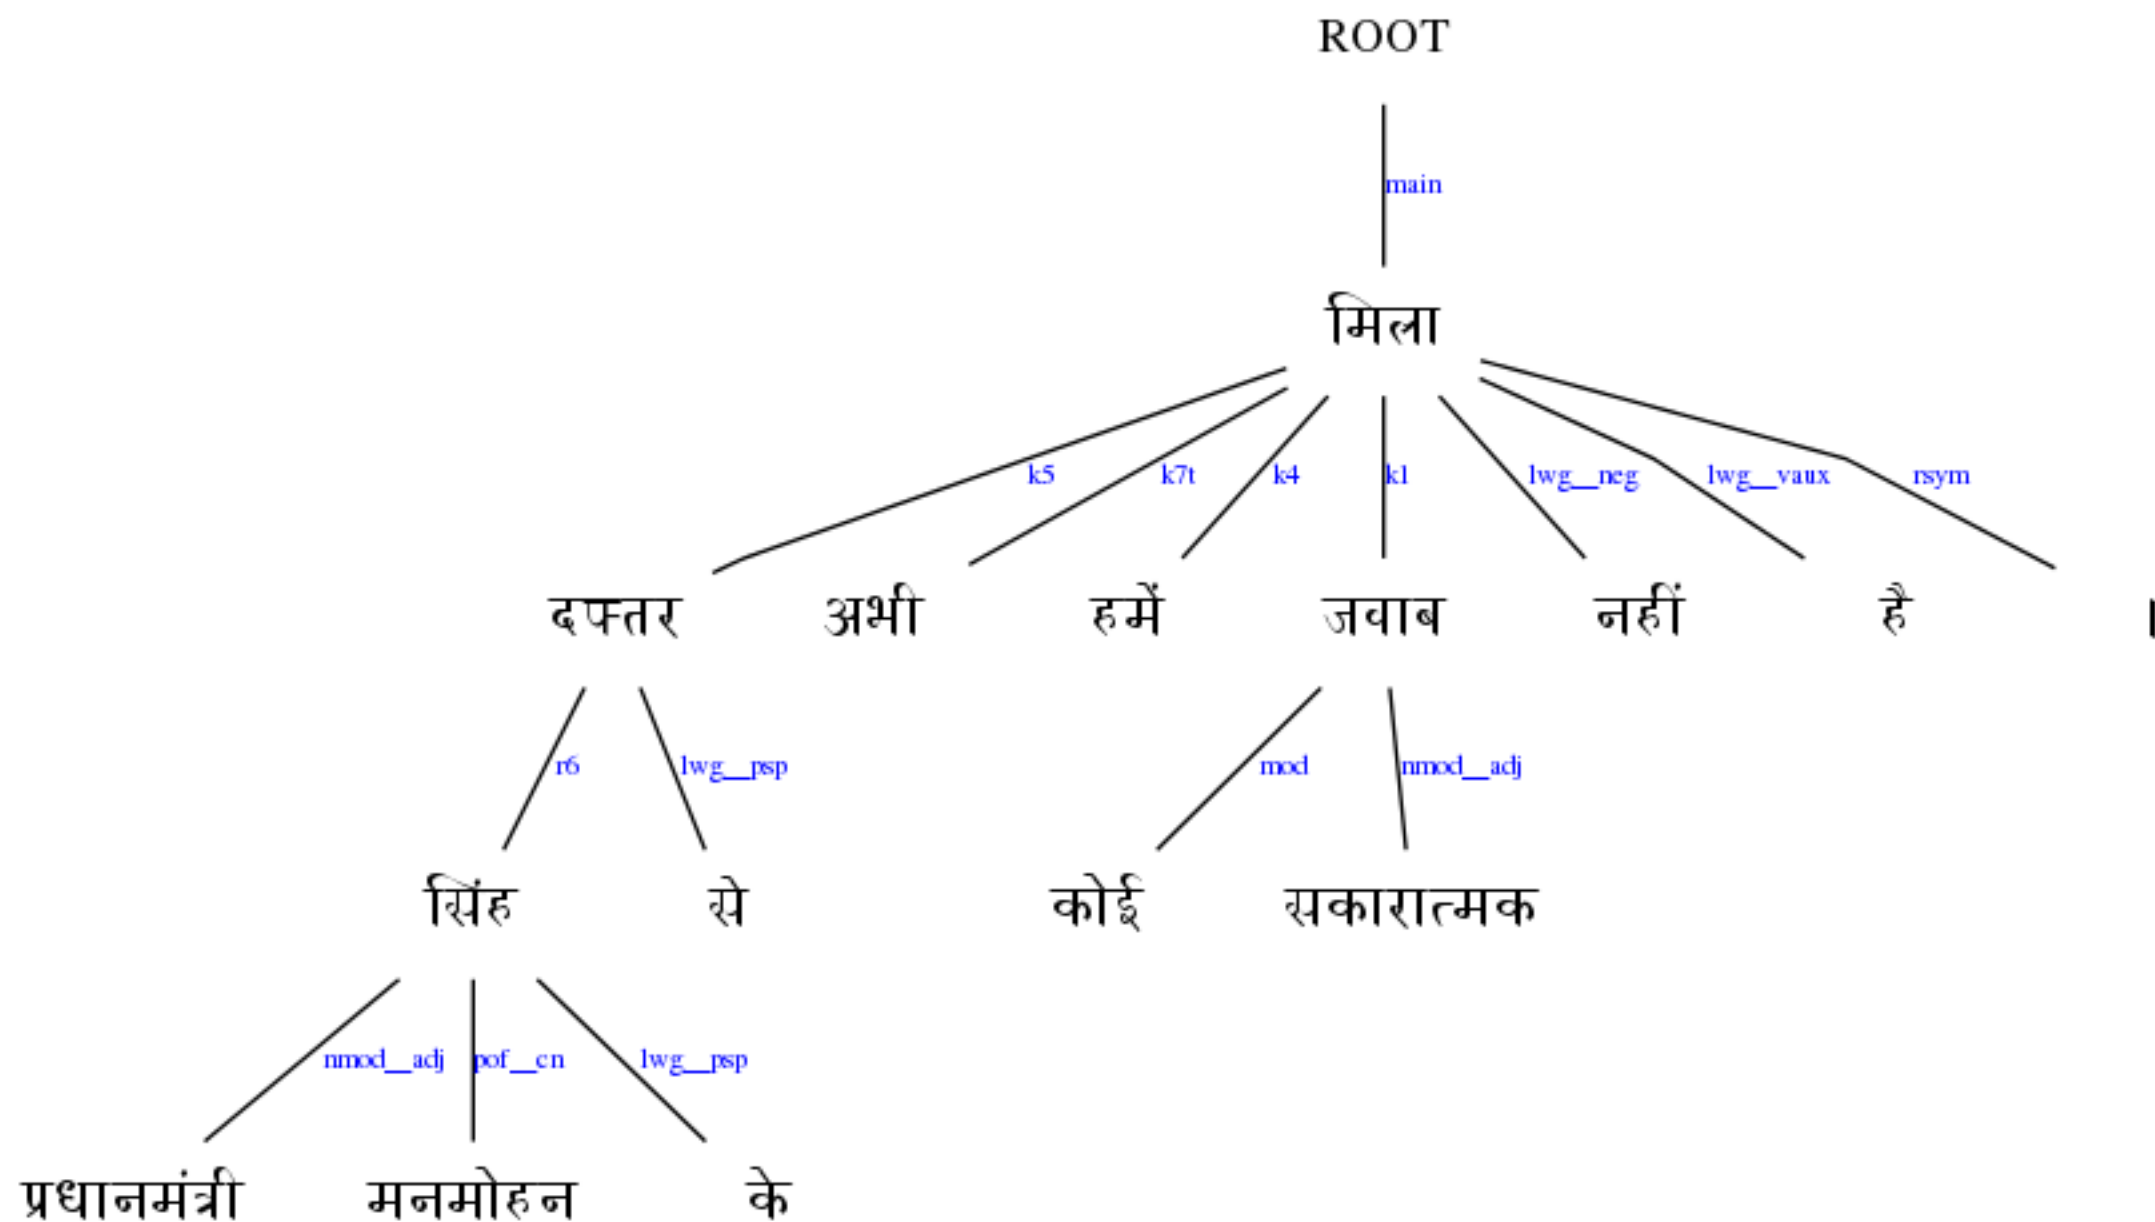 ROOT
main
मिला
k5 k7t k4 k1 lwg__neg lwg__vaux rsym
दफ्तर अभी हमें जवाब नहीं है ।
r6 lwg__psp mod nmod__adj
सिंह से कोई सकारात्मक
nmod__adj pof__cn lwg__psp
प्रधानमंत्री मनमोहन के